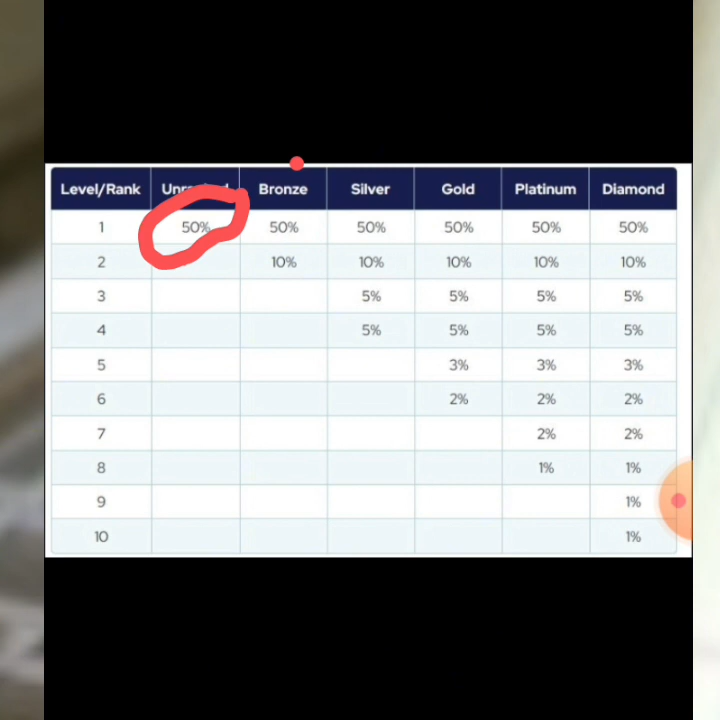 Level/Rank Bronze Silver Gold Platinum Diamond
1 50% 50% 50% 50% 50% 50%
2 10% 10% 10% 10% 10%
3 5% 5% 5% 5%
4 5% 5% 5% 5%
5 3% 3% 3%
6 2% 2% 2%
7 2% 2%
8 1% 1%
9 1%
10 1%